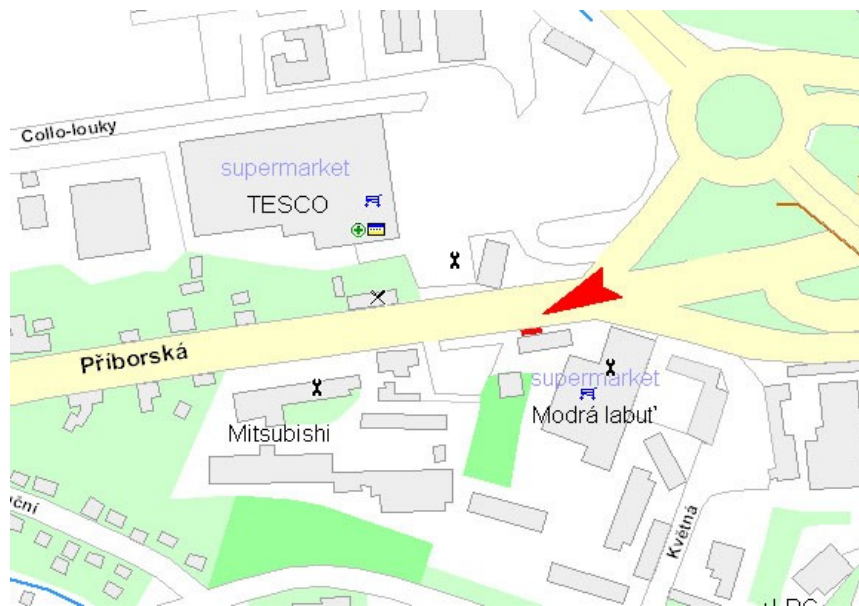 Collo-louky
supermarket
TESCO
Příborská
supermarket
Modrá labuť
Mitsubishi
Květná